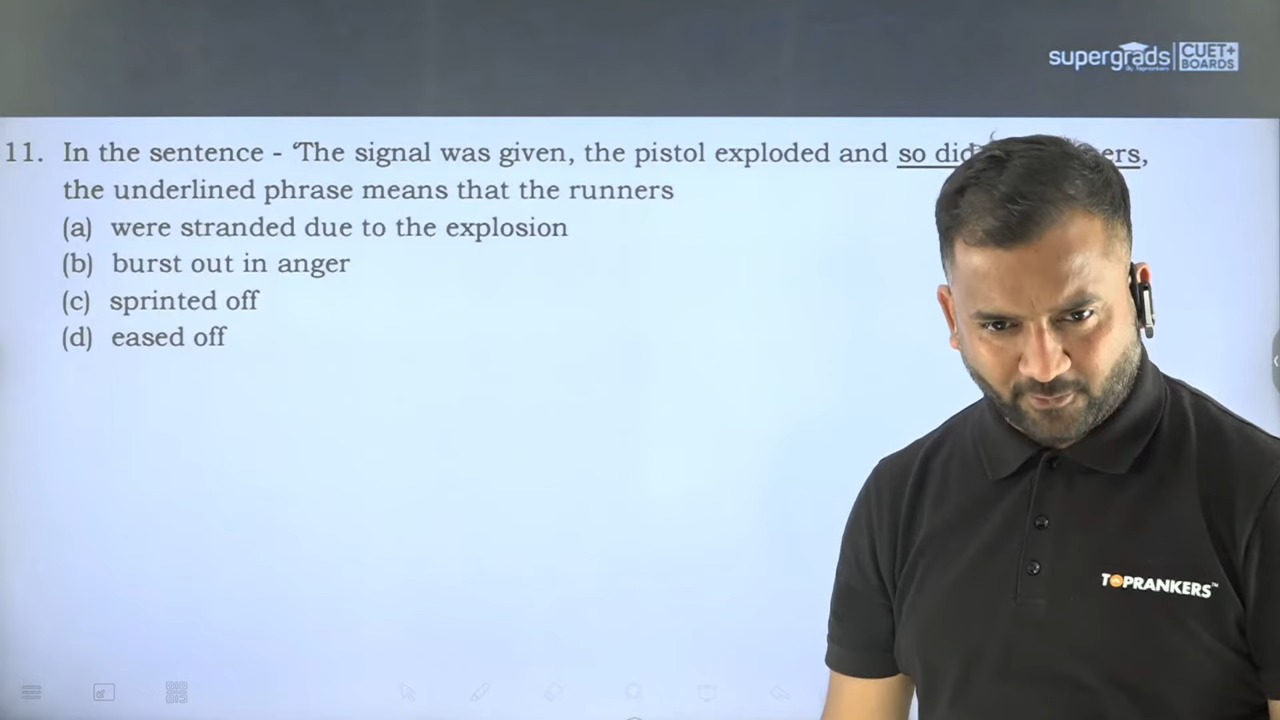 supergrads CUET+
By Toprankers BOARDS
11. In the sentence - 'The signal was given, the pistol exploded and so did
the underlined phrase means that the runners
(a) were stranded due to the explosion
(b) burst out in anger
(c) sprinted off
(d) eased off
TOPRANKERS™